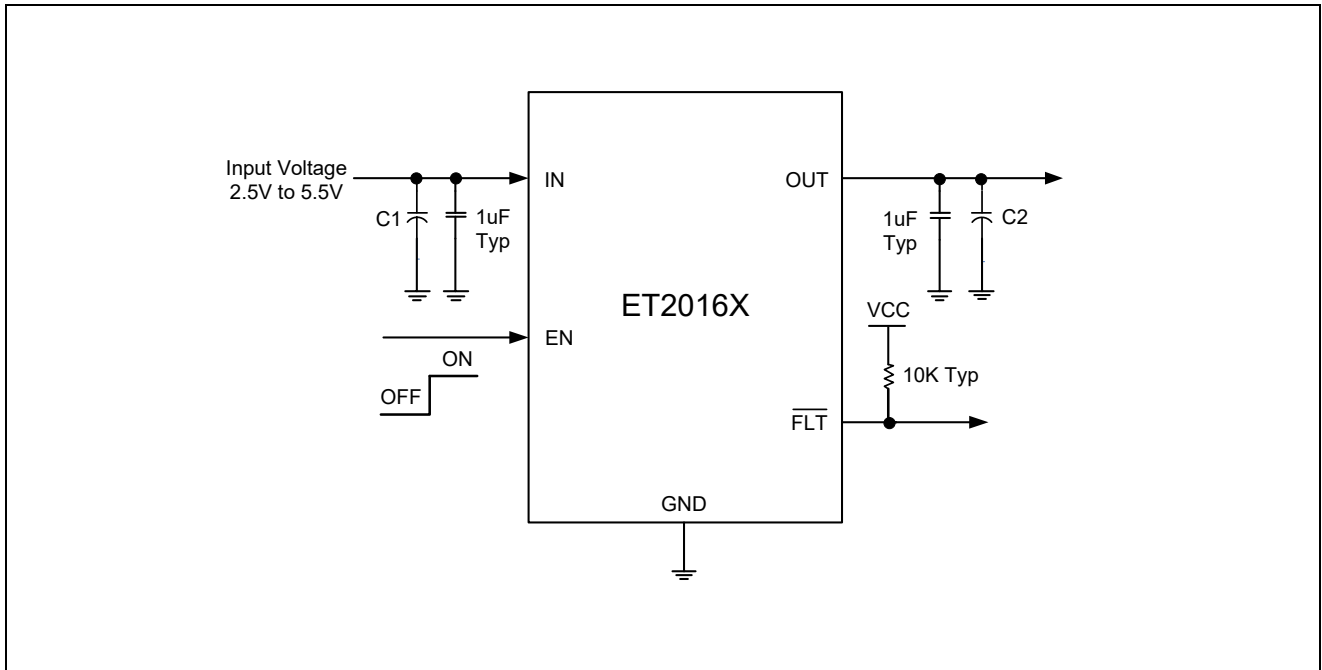 Input Voltage
2.5V to 5.5V
C1
1uF
Typ
IN
OUT
1uF
Typ
C2
ET2016X
VCC
EN
ON
OFF
10K Typ
FLT
GND